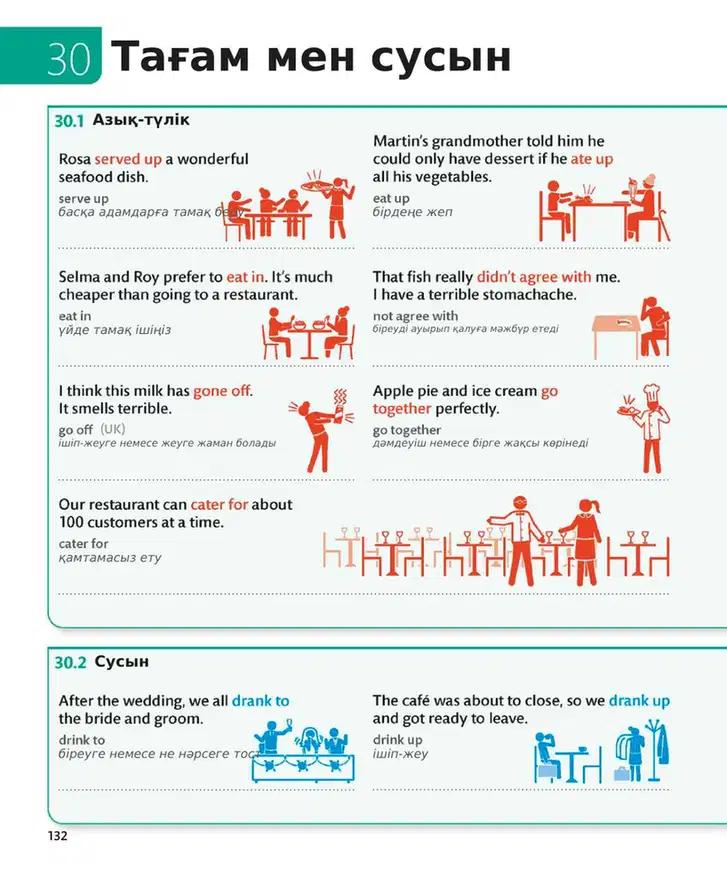 30 Тағам мен сусын
30.1 Азық-түлік
Rosa served up a wonderful
seafood dish.
serve up
басқа адамдарға тамақ беру
Martin's grandmother told him he
could only have dessert if he ate up
all his vegetables.
eat up
бірдеңе жеп
Selma and Roy prefer to eat in. It's much
cheaper than going to a restaurant.
eat in
үйде тамақ ішіңіз
That fish really didn't agree with me.
I have a terrible stomachache.
not agree with
біреуді ауырып қалуға мәжбүр етеді
I think this milk has gone off.
It smells terrible.
go off (UK)
ішіп-жеуге немесе жеуге жаман болады
Apple pie and ice cream go
together perfectly.
go together
дәмдеуіш немесе бірге жақсы көрінеді
Our restaurant can cater for about
100 customers at a time.
cater for
қамтамасыз ету
30.2 Сусын
After the wedding, we all drank to
the bride and groom.
drink to
біреуге немесе не нәрсеге тост
The café was about to close, so we drank up
and got ready to leave.
drink up
ішіп-жеу
132